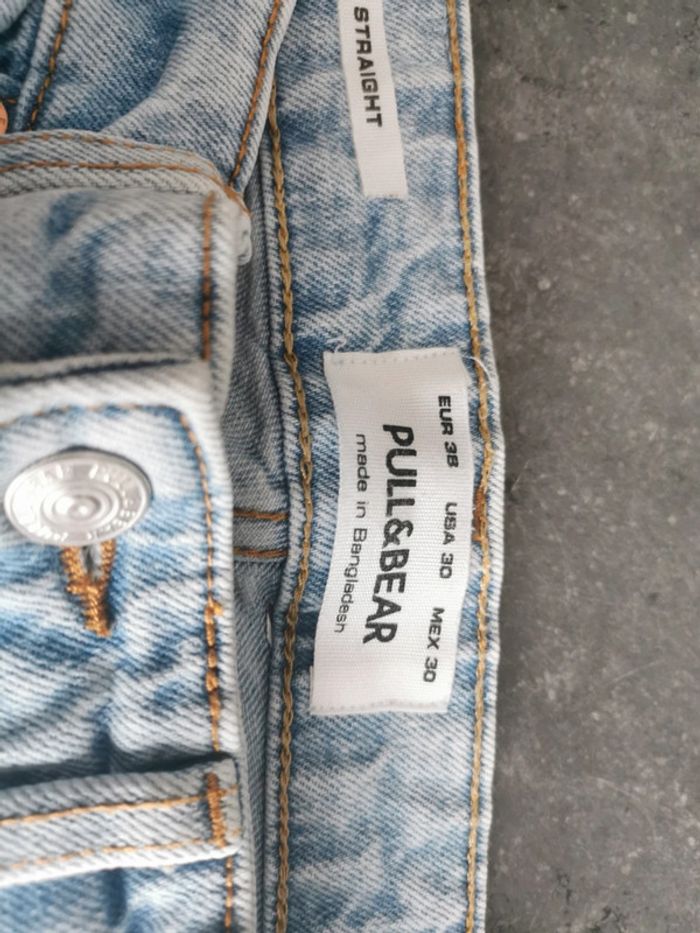 STRAIGHT
EUR 38 USA 30 MEX 30
PULL&BEAR
made in Bangladesh